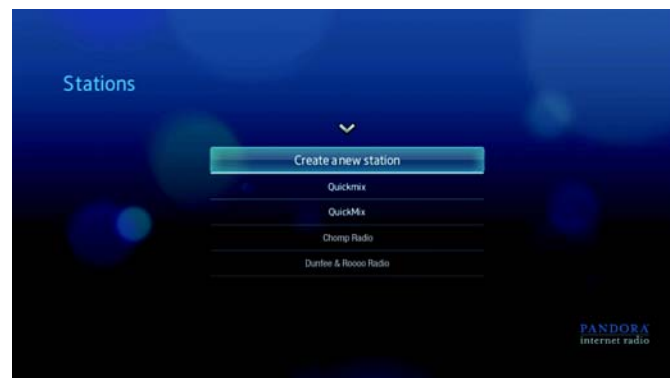 Stations
Create a new station
Quickmix
QuickMix
Chomp Radio
Dunfee & Roooo Radio
PANDORA
internet radio